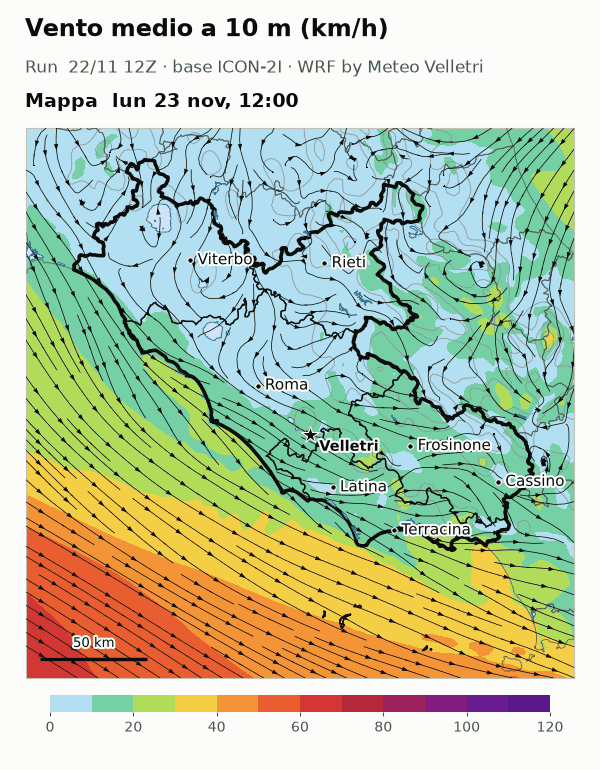 Vento medio a 10 m (km/h)
Run 22/11 12Z · base ICON-2I · WRF by Meteo Velletri
Mappa lun 23 nov, 12:00
Viterbo
Rieti
Roma
Velletri
Frosinone
Cassino
Latina
Terracina
50 km
0 20 40 60 80 100 120